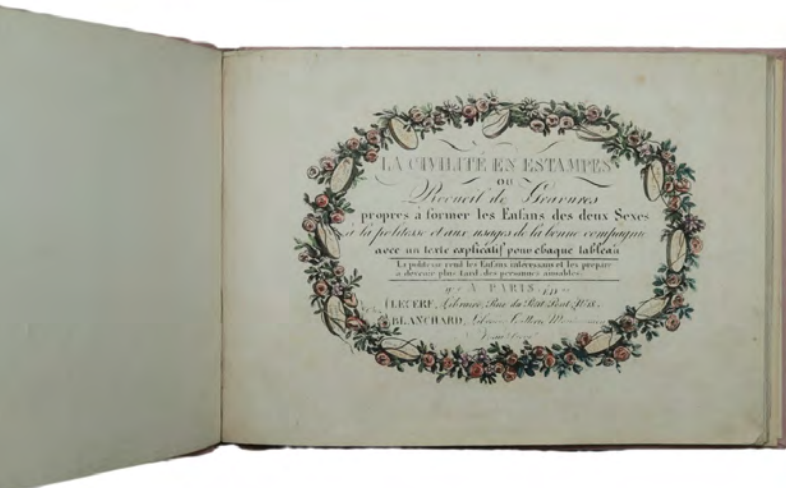 LA CIVILITÉ EN ESTAMPES
OU
Recueil de Gravures
propres à former les Enfans des deux Sexes
à la politesse et aux usages de la bonne compagnie
avec un texte explicatif pour chaque tableau
La politesse rend les Enfans intéressans et les prépare
à devenir plus tard, des personnes aimables.
A PARIS,
LECERF, Libraire, Rue du Petit Pont, N°
BLANCHARD, Libraire,